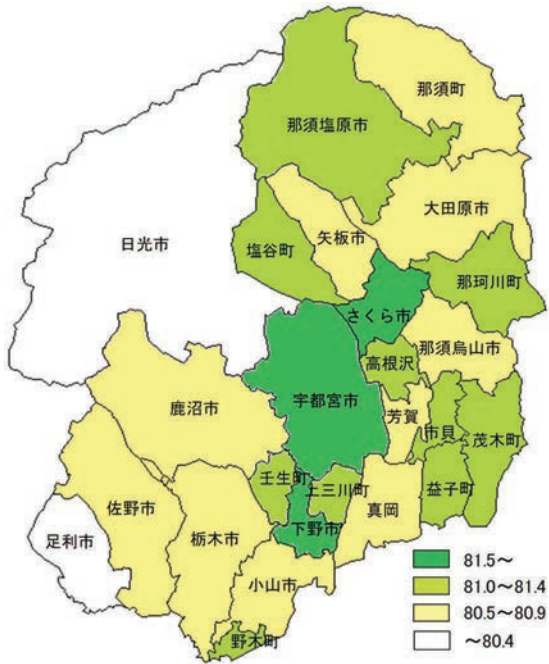 那須町
那須塩原市
大田原市
矢板市
日光市
塩谷町
那珂川町
さくら市
那須烏山市
高根沢
宇都宮市
鹿沼市
芳賀
市貝
茂木町
壬生町
上三川町
益子町
佐野市
真岡
下野市
足利市
栃木市
小山市
野木町
81.5~
81.0~81.4
80.5~80.9
~80.4